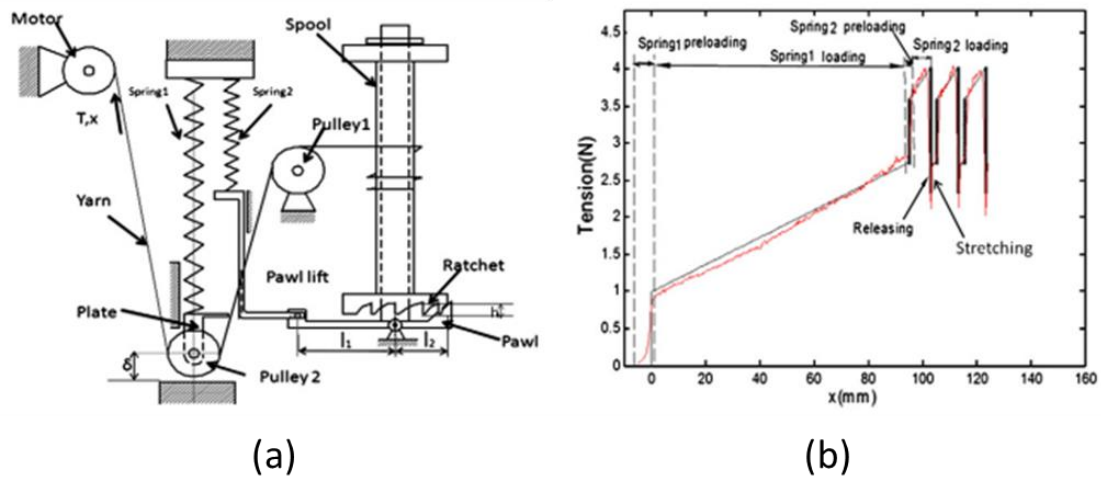 Motor
Spool
Spring1
Spring2
T,x
Pulley1
Yarn
Pawl lift
Ratchet
h
Plate
Pawl
l₁
l₂
δ
Pulley 2
(a)
Spring2 preloading
Spring1 preloading
Spring2 loading
Spring1 loading
Releasing
Stretching
Tension(N)
4.5
4
3.5
3
2.5
2
1.5
1
0.5
0
0
20
40
60
80
100
120
140
160
x(mm)
(b)